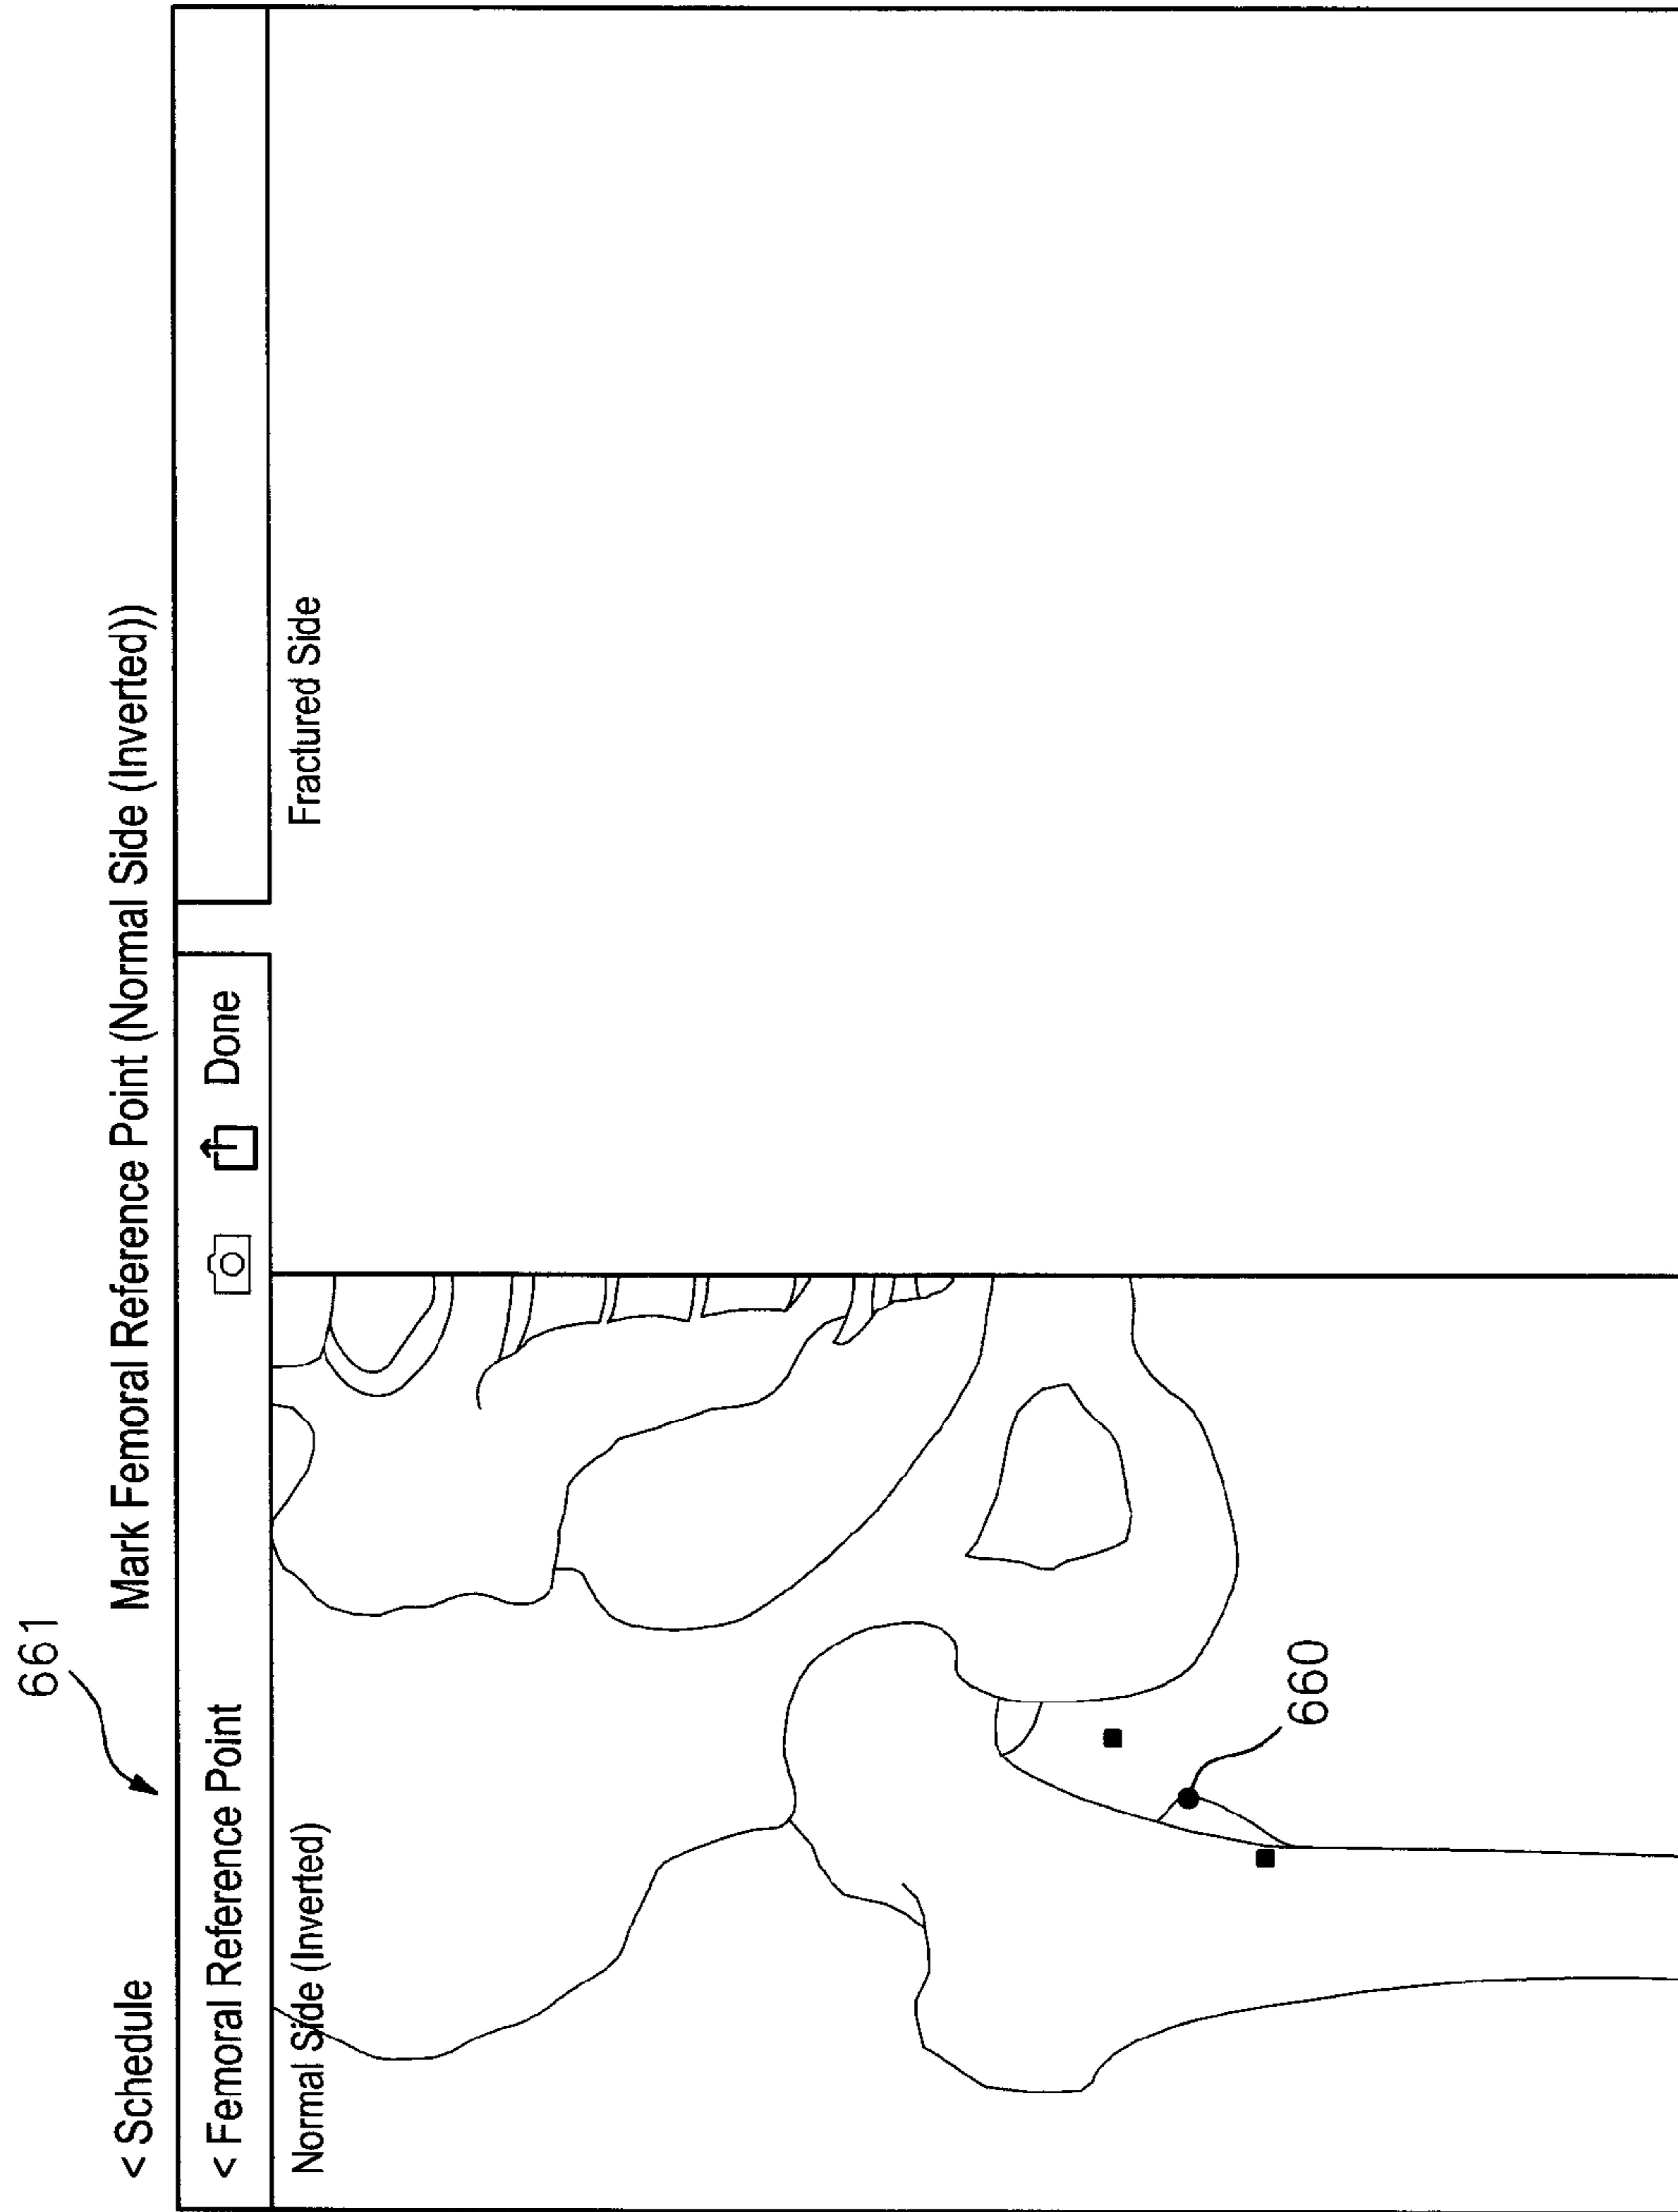 661
< Schedule Mark Femoral Reference Point (Normal Side (Inverted))
< Femoral Reference Point Done
Normal Side (Inverted) Fractured Side
660